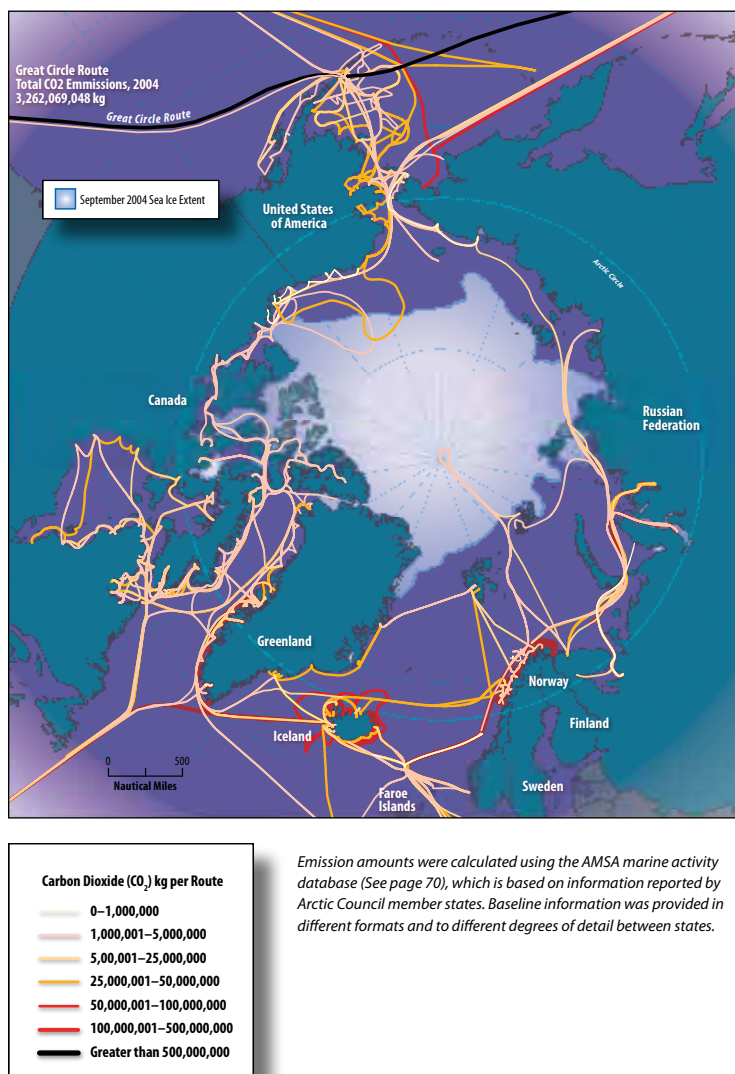 Great Circle Route
Total CO2 Emmissions, 2004
3,262,069,048 kg
Great Circle Route
September 2004 Sea Ice Extent
United States
of America
Arctic Circle
Canada
Russian
Federation
Greenland
Norway
Finland
Iceland
0 500
Nautical Miles
Faroe
Islands
Sweden
Carbon Dioxide (CO₂) kg per Route
0–1,000,000
1,000,001–5,000,000
5,00,001–25,000,000
25,000,001–50,000,000
50,000,001–100,000,000
100,000,001–500,000,000
Greater than 500,000,000
Emission amounts were calculated using the AMSA marine activity
database (See page 70), which is based on information reported by
Arctic Council member states. Baseline information was provided in
different formats and to different degrees of detail between states.